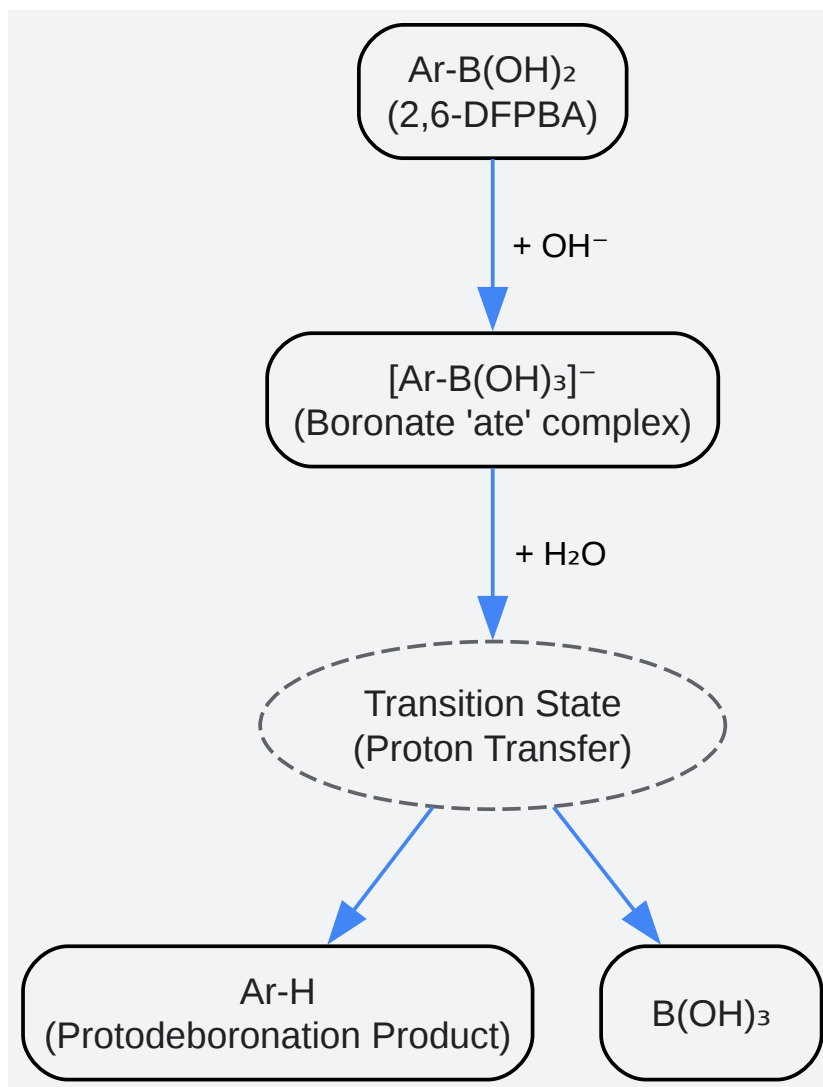 Ar-B(OH)₂
(2,6-DFPBA)
+ OH⁻
[Ar-B(OH)₃]⁻
(Boronate 'ate' complex)
+ H₂O
Transition State
(Proton Transfer)
Ar-H
(Protodeboronation Product)
B(OH)₃